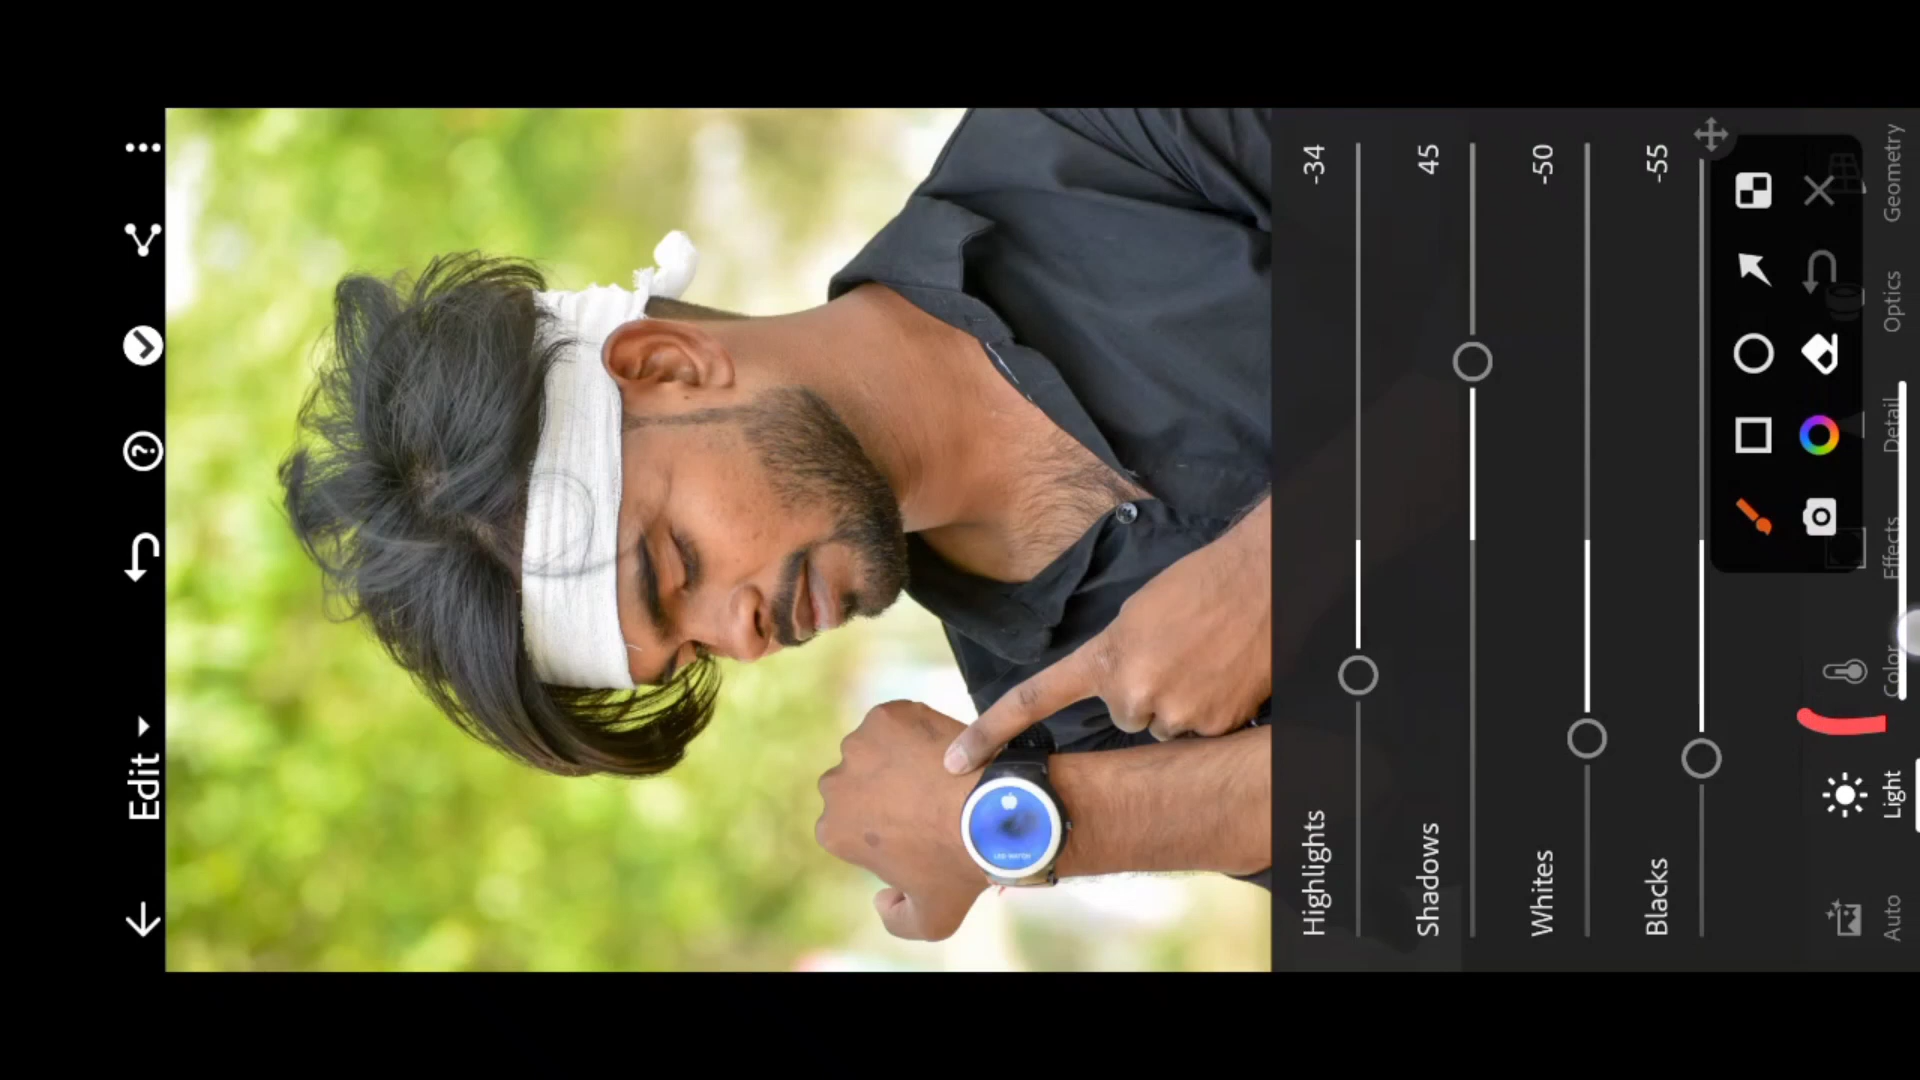 Edit
Highlights -34
Shadows 45
Whites -50
Blacks -55
Auto
Light
Color
Effects
Detail
Optics
Geometry